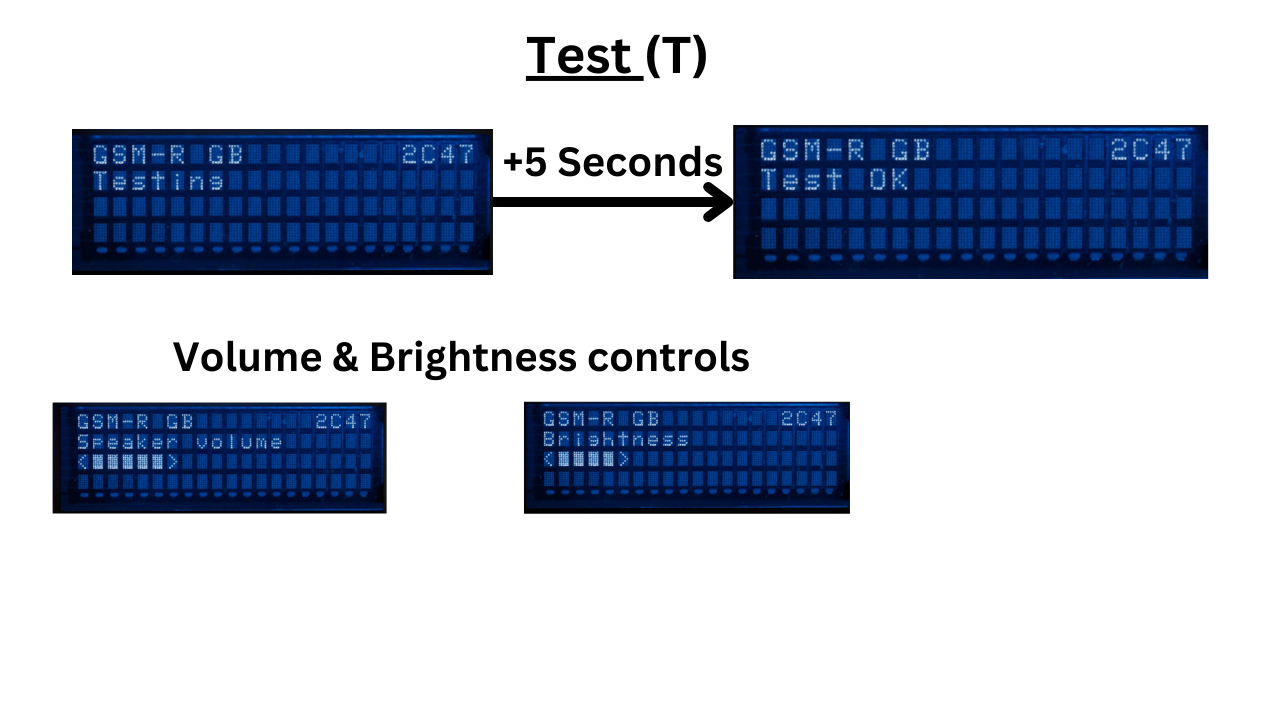 Test (T)
GSM-R GB 2C47
Testing
+5 Seconds
GSM-R GB 2C47
Test OK
Volume & Brightness controls
GSM-R GB 2C47
Speaker volume
< >
GSM-R GB 2C47
Brightness
< >